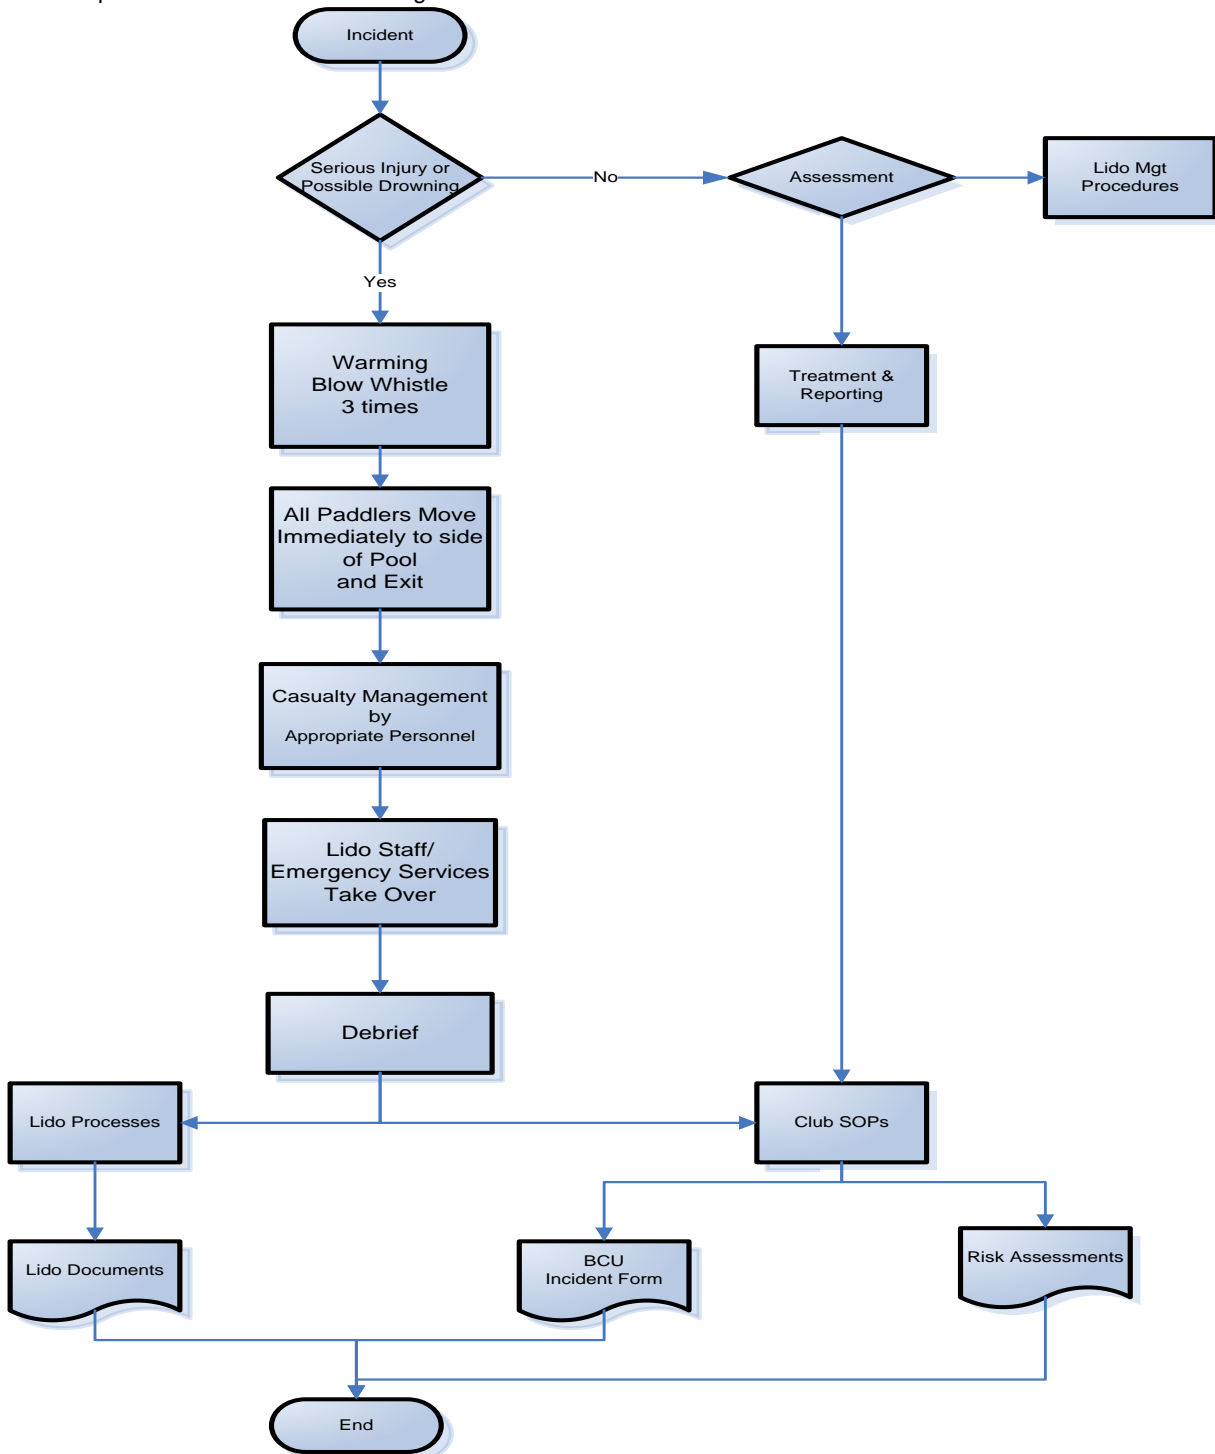 Incident
Serious Injury or
Possible Drowning
No
Assessment
Lido Mgt
Procedures
Yes
Warming
Blow Whistle
3 times
Treatment &
Reporting
All Paddlers Move
Immediately to side
of Pool
and Exit
Casualty Management
by
Appropriate Personnel
Lido Staff/
Emergency Services
Take Over
Debrief
Lido Processes
Club SOPs
Lido Documents
BCU
Incident Form
Risk Assessments
End